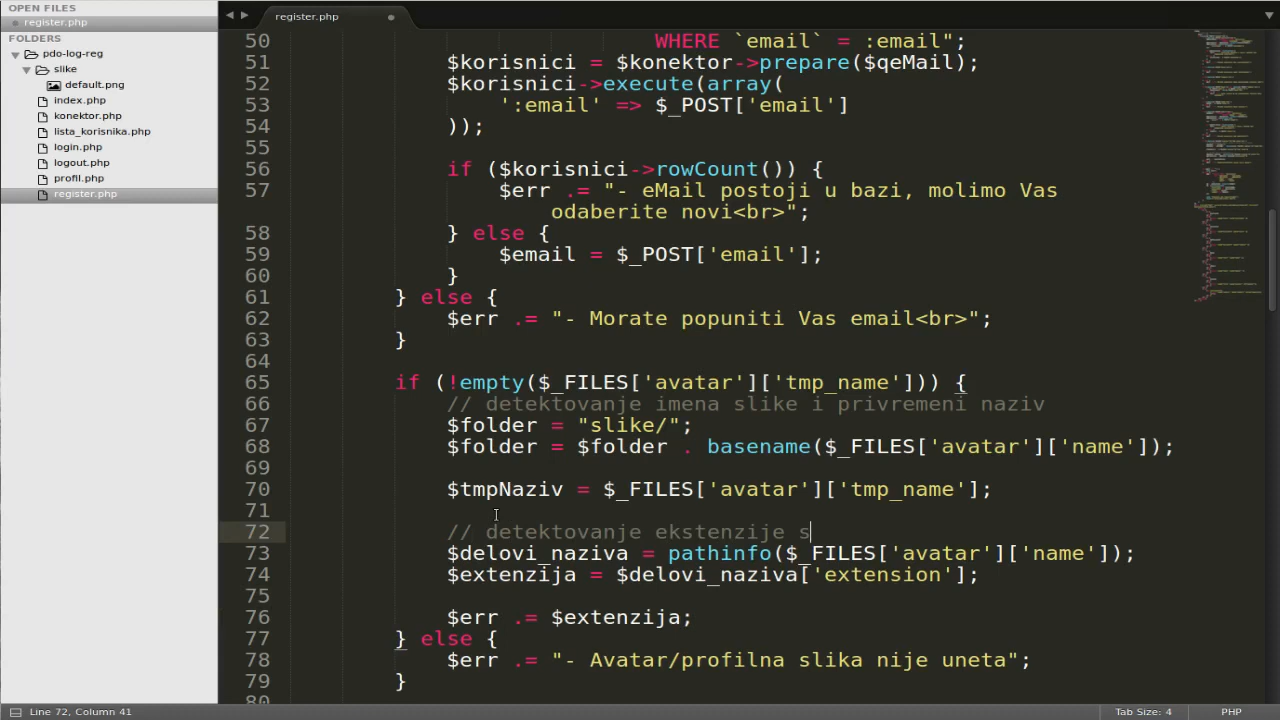 OPEN FILES
register.php
FOLDERS
pdo-log-reg
slike
default.png
index.php
konektor.php
lista_korisnika.php
login.php
logout.php
profil.php
register.php
register.php
50 WHERE `email` = :email";
51 $korisnici = $konektor->prepare($qeMail);
52 $korisnici->execute(array(
53 ':email' => $_POST['email']
54 ));
55
56 if ($korisnici->rowCount()) {
57 $err .= "- eMail postoji u bazi, molimo Vas
odaberite novi<br>";
58 } else {
59 $email = $_POST['email'];
60 }
61 } else {
62 $err .= "- Morate popuniti Vas email<br>";
63 }
64
65 if (!empty($_FILES['avatar']['tmp_name'])) {
66 // detektovanje imena slike i privremeni naziv
67 $folder = "slike/";
68 $folder = $folder . basename($_FILES['avatar']['name']);
69
70 $tmpNaziv = $_FILES['avatar']['tmp_name'];
71
72 // detektovanje ekstenzije s
73 $delovi_naziva = pathinfo($_FILES['avatar']['name']);
74 $extenzija = $delovi_naziva['extension'];
75
76 $err .= $extenzija;
77 } else {
78 $err .= "- Avatar/profilna slika nije uneta";
79 }
80
Line 72, Column 41
Tab Size: 4
PHP